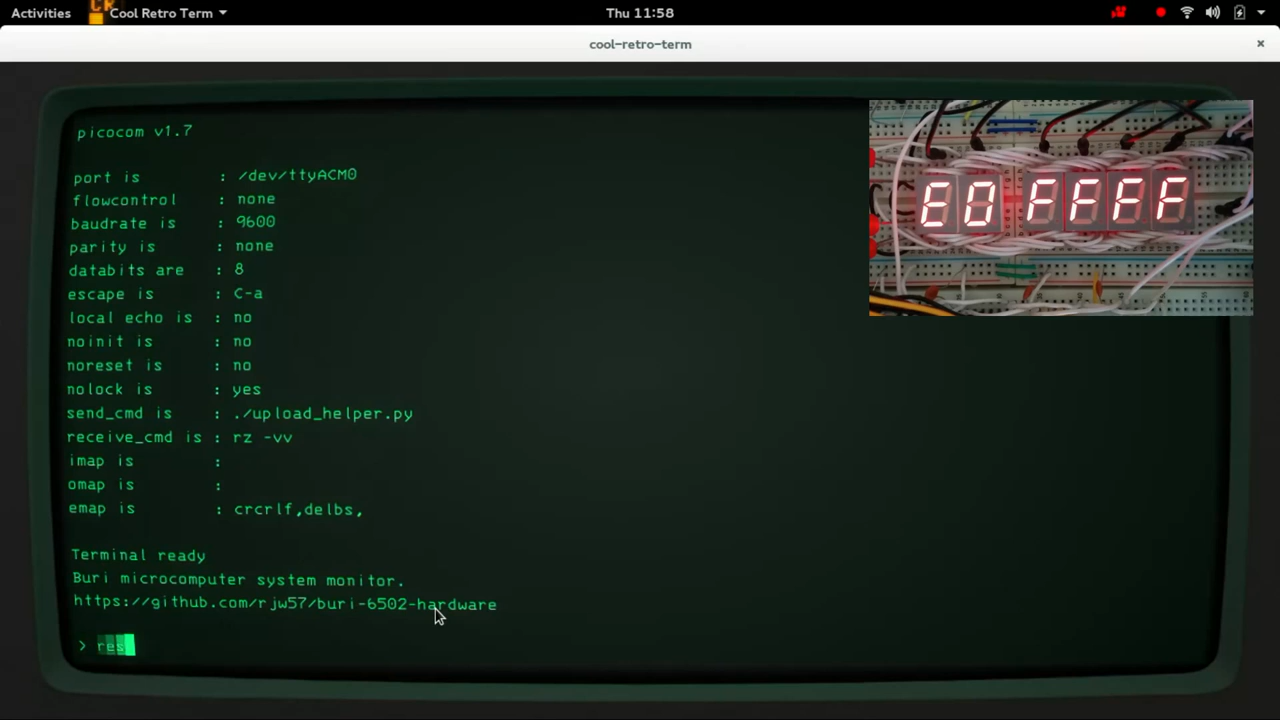 Activities
Cool Retro Term
Thu 11:58
cool-retro-term
×
picocom v1.7
port is : /dev/ttyACM0
flowcontrol : none
baudrate is : 9600
parity is : none
databits are : 8
escape is : C-a
local echo is : no
noinit is : no
noreset is : no
nolock is : yes
send_cmd is : ./upload_helper.py
receive_cmd is : rz -vv
imap is :
omap is :
emap is : crcrlf,delbs,
Terminal ready
Buri microcomputer system monitor.
https://github.com/rjw57/buri-6502-hardware
> res
E0 FFFF